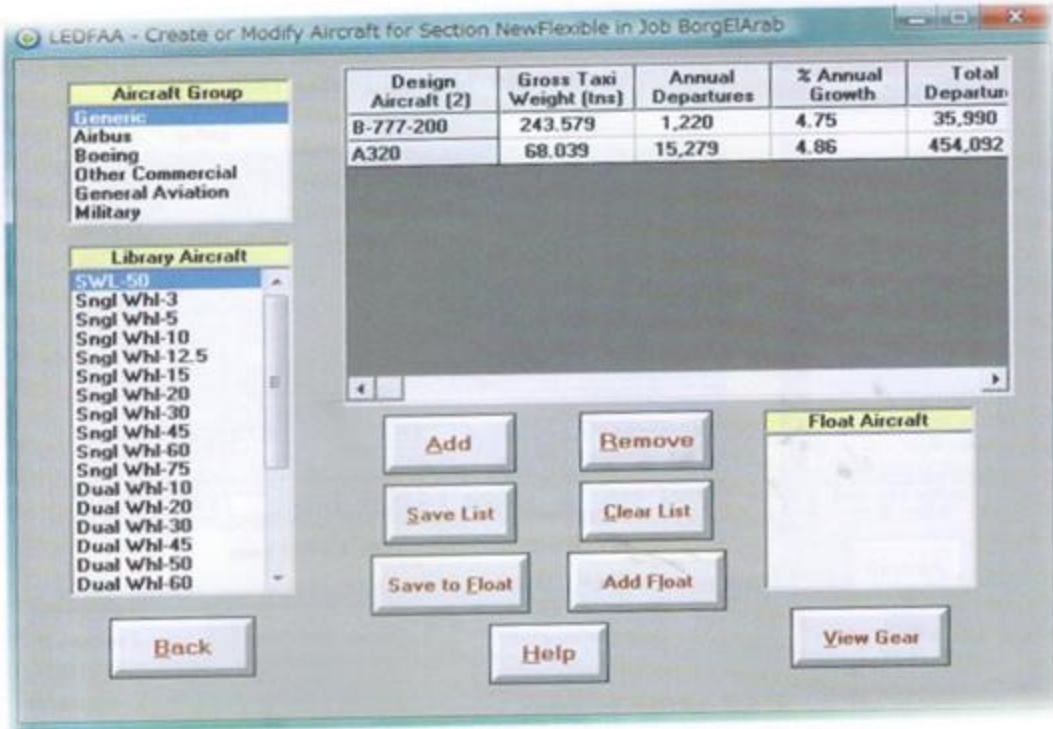 LEDFAA - Create or Modify Aircraft for Section NewFlexible in Job BorgElArab
Aircraft Group
Generic
Airbus
Boeing
Other Commercial
General Aviation
Military
Library Aircraft
SWL-50
Sngl Whl-3
Sngl Whl-5
Sngl Whl-10
Sngl Whl-12.5
Sngl Whl-15
Sngl Whl-20
Sngl Whl-30
Sngl Whl-45
Sngl Whl-60
Sngl Whl-75
Dual Whl-10
Dual Whl-20
Dual Whl-30
Dual Whl-45
Dual Whl-50
Dual Whl-60
Back
Design Aircraft (2) Gross Taxi Weight (tns) Annual Departures % Annual Growth Total Departun
B-777-200 243.579 1,220 4.75 35,990
A320 68.039 15,279 4.86 454,092
Add Remove
Save List Clear List
Save to Float Add Float
Help
Float Aircraft
View Gear